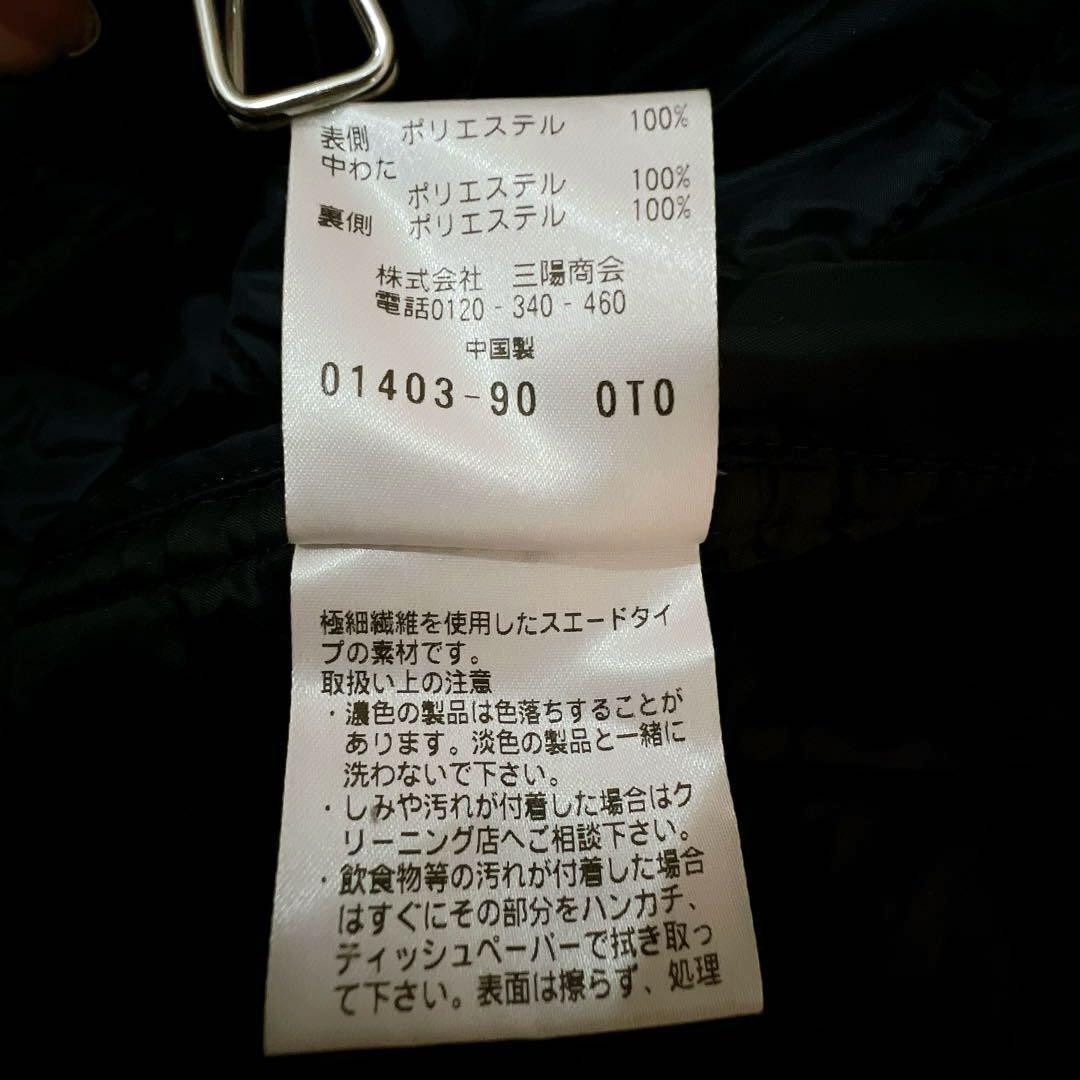 表側 ポリエステル 100%
中わた
ポリエステル 100%
裏側 ポリエステル 100%
株式会社 三陽商会
電話0120-340-460
中国製
01403-90 0T0
極細繊維を使用したスエードタイ
プの素材です。
取扱い上の注意
・濃色の製品は色落ちすることが
あります。淡色の製品と一緒に
洗わないで下さい。
・しみや汚れが付着した場合はク
リーニング店へご相談下さい。
・飲食物等の汚れが付着した場合
はすぐにその部分をハンカチ、
ティッシュペーパーで拭き取っ
て下さい。表面は擦らず、処理